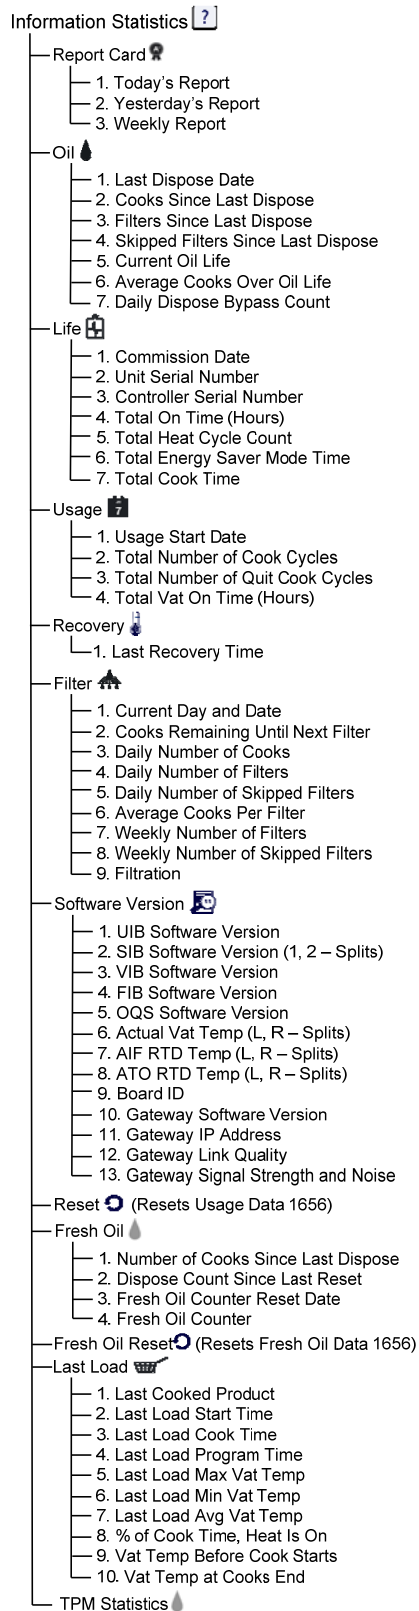 Information Statistics ?
Report Card
1. Today's Report
2. Yesterday's Report
3. Weekly Report
Oil
1. Last Dispose Date
2. Cooks Since Last Dispose
3. Filters Since Last Dispose
4. Skipped Filters Since Last Dispose
5. Current Oil Life
6. Average Cooks Over Oil Life
7. Daily Dispose Bypass Count
Life
1. Commission Date
2. Unit Serial Number
3. Controller Serial Number
4. Total On Time (Hours)
5. Total Heat Cycle Count
6. Total Energy Saver Mode Time
7. Total Cook Time
Usage 7
1. Usage Start Date
2. Total Number of Cook Cycles
3. Total Number of Quit Cook Cycles
4. Total Vat On Time (Hours)
Recovery
1. Last Recovery Time
Filter
1. Current Day and Date
2. Cooks Remaining Until Next Filter
3. Daily Number of Cooks
4. Daily Number of Filters
5. Daily Number of Skipped Filters
6. Average Cooks Per Filter
7. Weekly Number of Filters
8. Weekly Number of Skipped Filters
9. Filtration
Software Version
1. UIB Software Version
2. SIB Software Version (1, 2 – Splits)
3. VIB Software Version
4. FIB Software Version
5. OQS Software Version
6. Actual Vat Temp (L, R – Splits)
7. AIF RTD Temp (L, R – Splits)
8. ATO RTD Temp (L, R – Splits)
9. Board ID
10. Gateway Software Version
11. Gateway IP Address
12. Gateway Link Quality
13. Gateway Signal Strength and Noise
Reset (Resets Usage Data 1656)
Fresh Oil
1. Number of Cooks Since Last Dispose
2. Dispose Count Since Last Reset
3. Fresh Oil Counter Reset Date
4. Fresh Oil Counter
Fresh Oil Reset (Resets Fresh Oil Data 1656)
Last Load
1. Last Cooked Product
2. Last Load Start Time
3. Last Load Cook Time
4. Last Load Program Time
5. Last Load Max Vat Temp
6. Last Load Min Vat Temp
7. Last Load Avg Vat Temp
8. % of Cook Time, Heat Is On
9. Vat Temp Before Cook Starts
10. Vat Temp at Cooks End
TPM Statistics